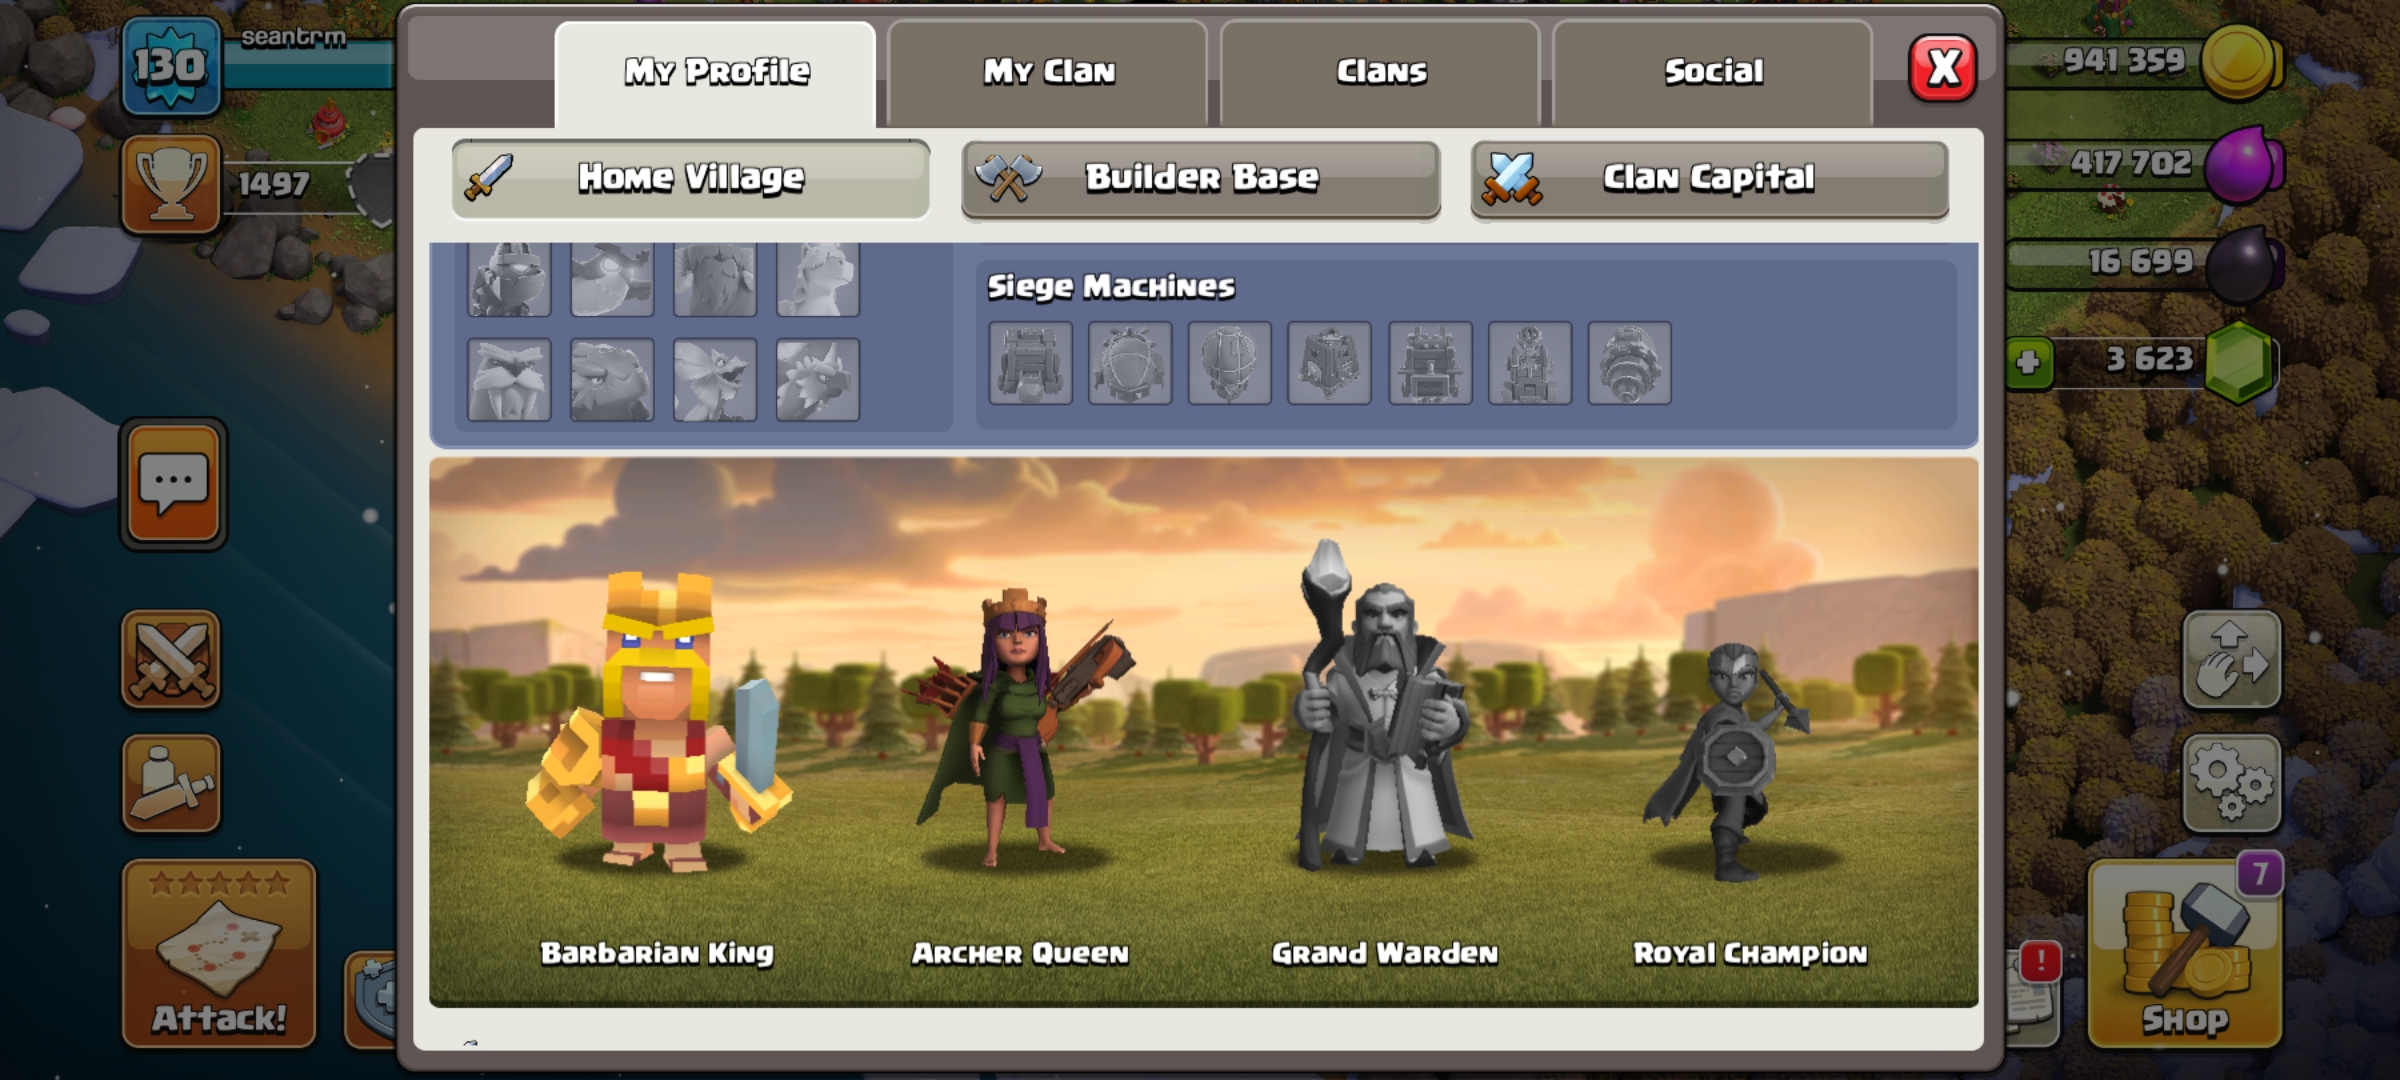 130
seantrm
My Profile
My Clan
Clans
Social
X
941 359
1497
Home Village
Builder Base
Clan Capital
417 702
16 699
Siege Machines
3 623
Barbarian King
Archer Queen
Grand Warden
Royal Champion
7
!
Attack!
Shop